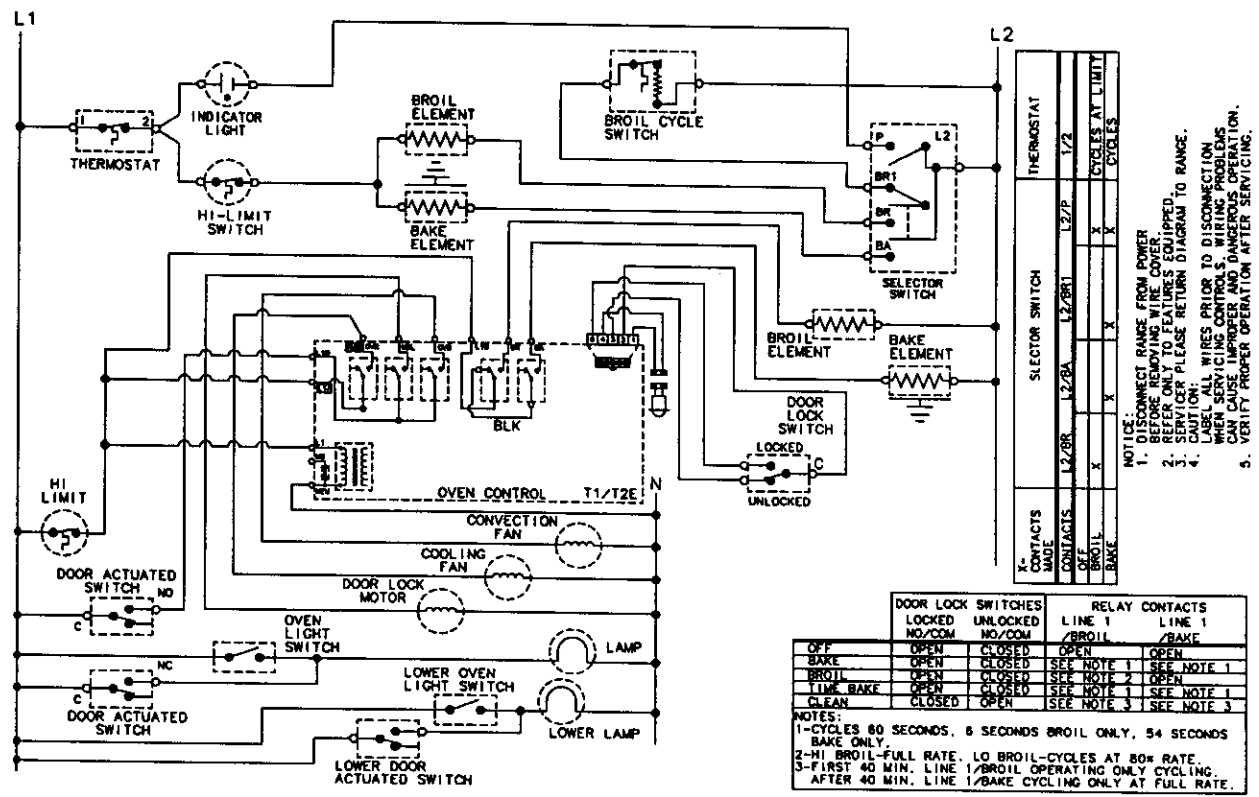 L1
L2
INDICATOR
LIGHT
1
2
THERMOSTAT
HI-LIMIT
SWITCH
BROIL
ELEMENT
BAKE
ELEMENT
BROIL CYCLE
SWITCH
P
L2
BR1
BR
BA
SELECTOR
SWITCH
BROIL
ELEMENT
BAKE
ELEMENT
DOOR
LOCK
SWITCH
LOCKED
C
UNLOCKED
BLK
L1
OVEN CONTROL
T1/T2E
N
HI
LIMIT
CONVECTION
FAN
COOLING
FAN
DOOR LOCK
MOTOR
DOOR ACTUATED
SWITCH
NO
C
OVEN
LIGHT
SWITCH
LAMP
NC
C
DOOR ACTUATED
SWITCH
LOWER OVEN
LIGHT SWITCH
LOWER LAMP
LOWER DOOR
ACTUATED SWITCH
X-
CONTACTS
MADE
SLECTOR SWITCH
THERMOSTAT
CONTACTS L2/BR L2/BA L2/BR1 L2/P 1/2
OFF
BROIL X X CYCLES AT LIMIT
BAKE X X X CYCLES
NOTICE:
1. DISCONNECT RANGE FROM POWER
BEFORE REMOVING WIRE COVER.
2. REFER ONLY TO FEATURES EQUIPPED.
3. SERVICER PLEASE RETURN DIAGRAM TO RANGE.
4. CAUTION:
LABEL ALL WIRES PRIOR TO DISCONNECTION
WHEN SERVICING CONTROLS. WIRING PROBLEMS
CAN CAUSE IMPROPER AND DANGEROUS OPERATION.
5. VERIFY PROPER OPERATION AFTER SERVICING.
DOOR LOCK SWITCHES RELAY CONTACTS
LOCKED UNLOCKED LINE 1 LINE 1
NO/COM NO/COM /BROIL /BAKE
OFF OPEN CLOSED OPEN OPEN
BAKE OPEN CLOSED SEE NOTE 1 SEE NOTE 1
BROIL OPEN CLOSED SEE NOTE 2 OPEN
TIME BAKE OPEN CLOSED SEE NOTE 1 SEE NOTE 1
CLEAN CLOSED OPEN SEE NOTE 3 SEE NOTE 3
NOTES:
1-CYCLES 60 SECONDS, 6 SECONDS BROIL ONLY, 54 SECONDS
BAKE ONLY.
2-HI BROIL-FULL RATE. LO BROIL-CYCLES AT 80% RATE.
3-FIRST 40 MIN. LINE 1/BROIL OPERATING ONLY CYCLING.
AFTER 40 MIN. LINE 1/BAKE CYCLING ONLY AT FULL RATE.